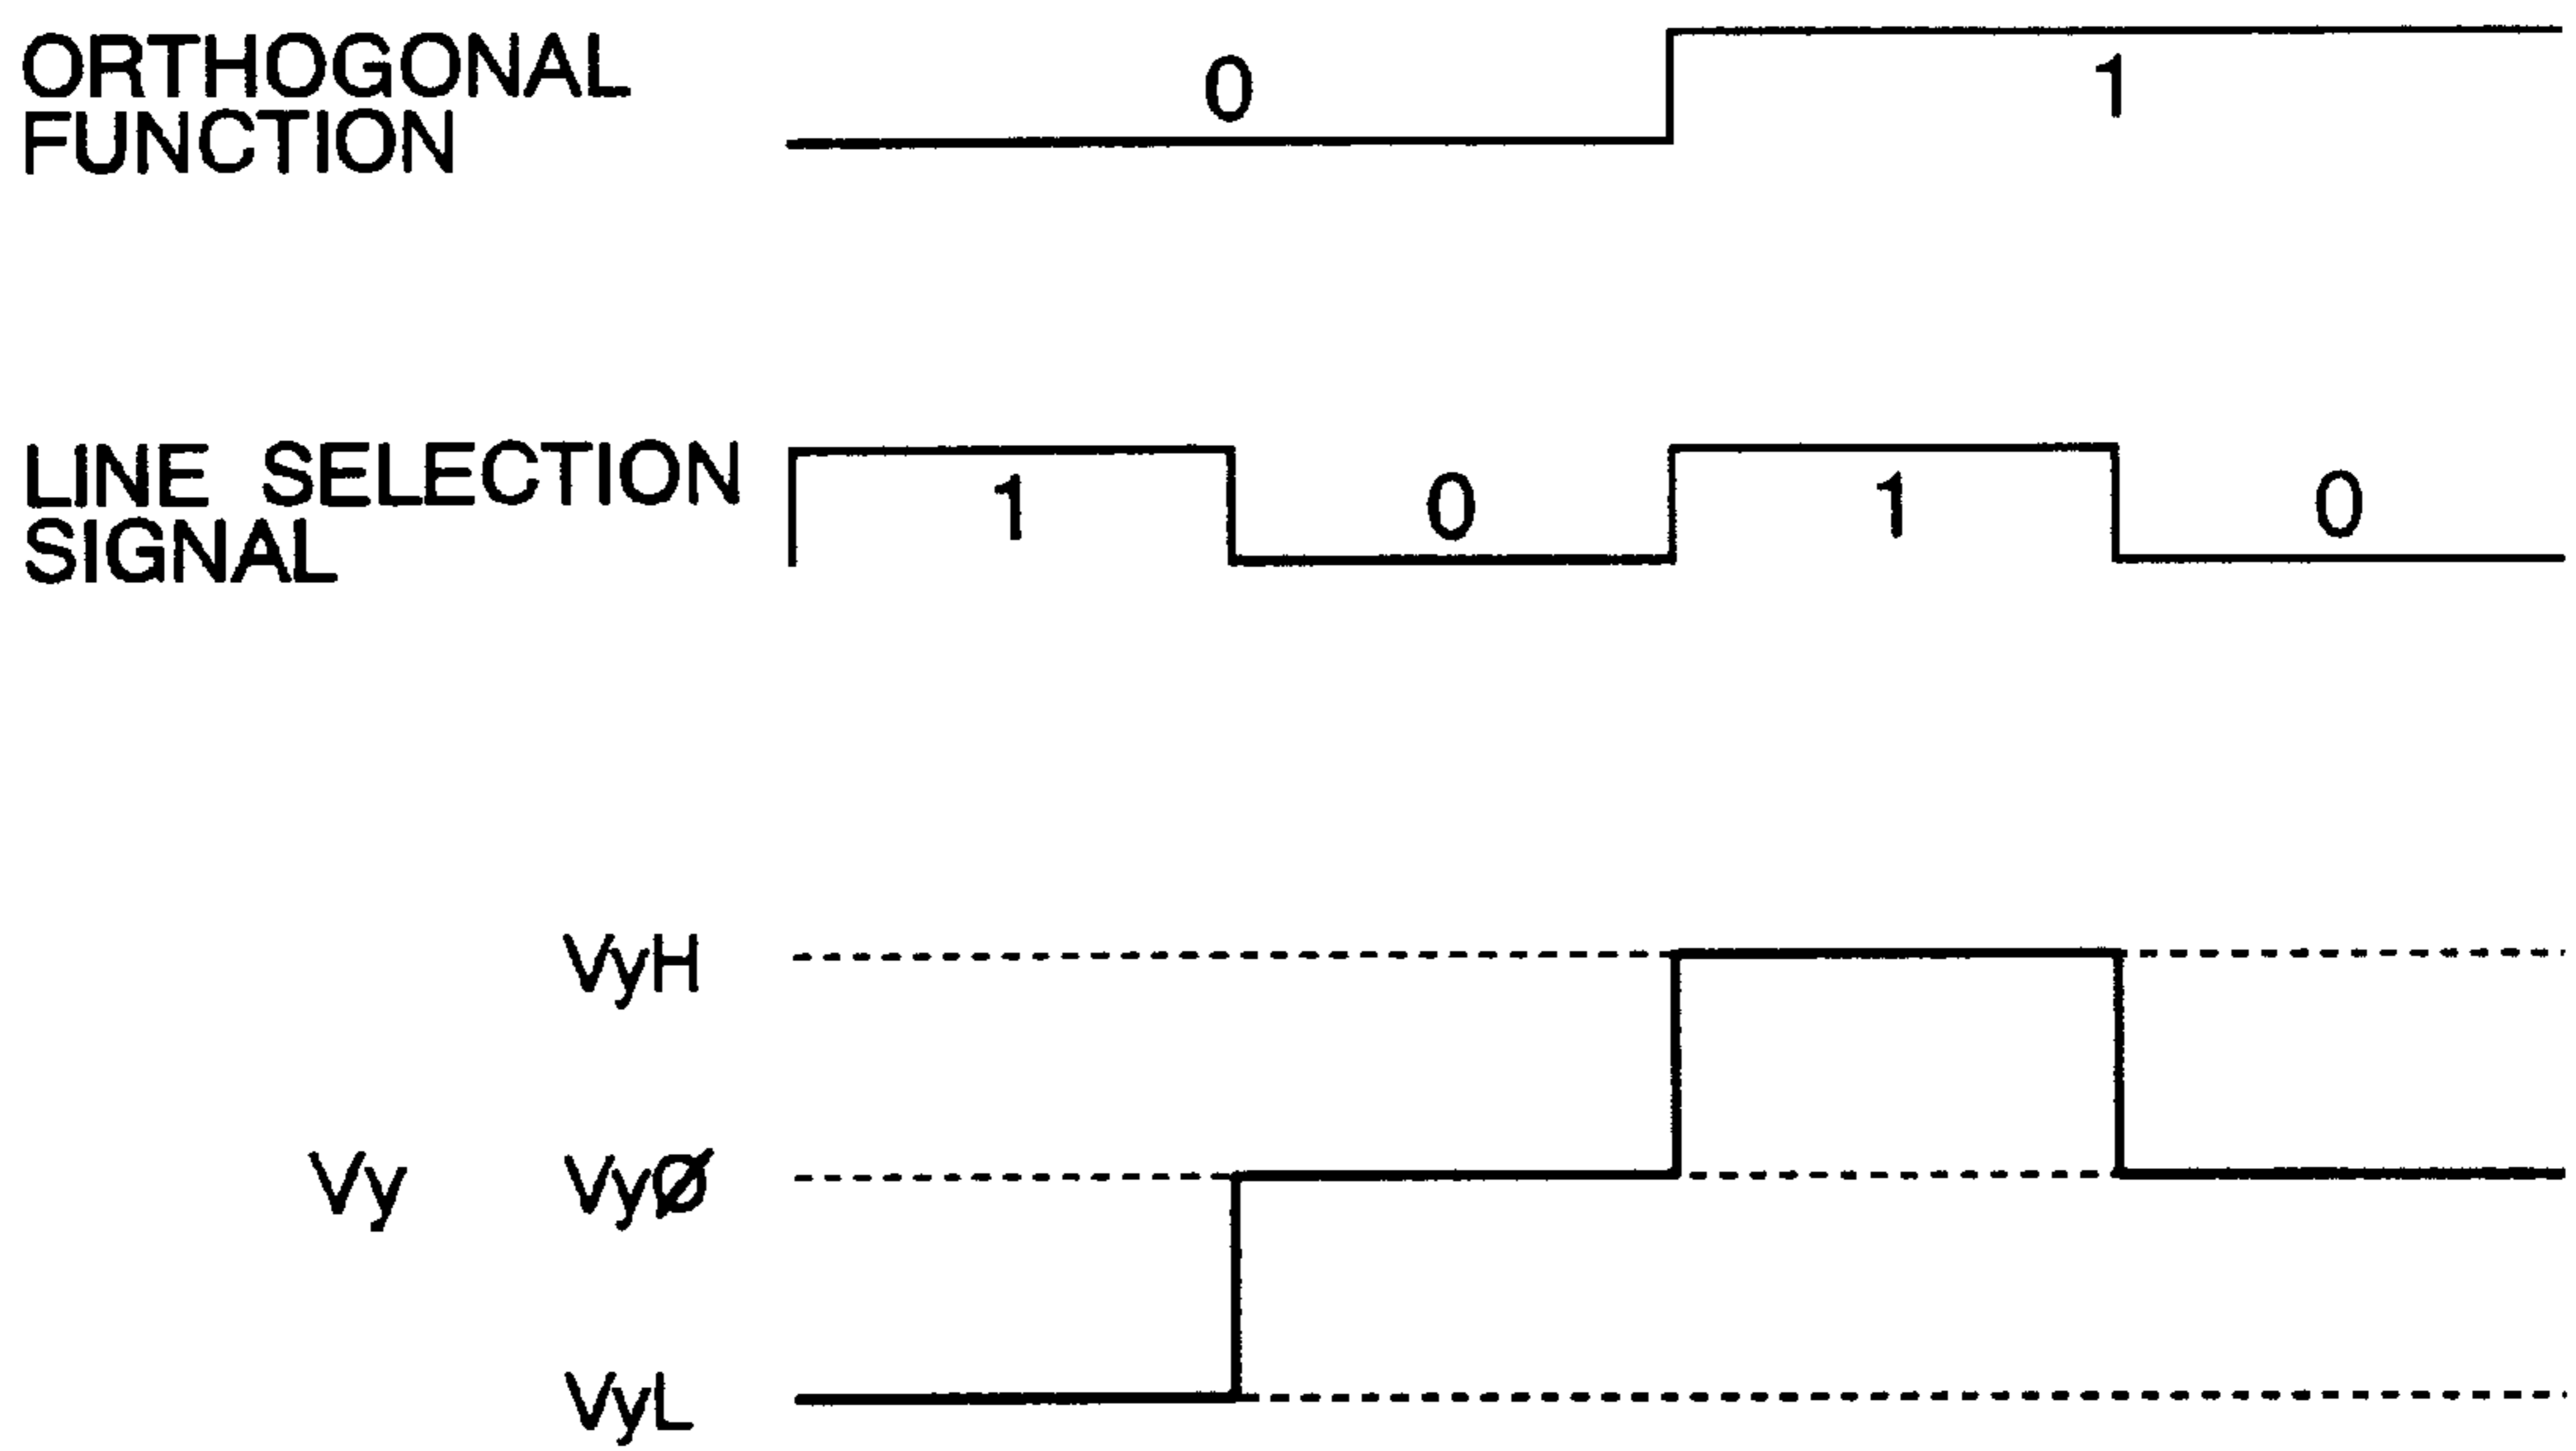 ORTHOGONAL
FUNCTION
0 1
LINE SELECTION
SIGNAL
1 0 1 0
VyH
Vy VyØ
VyL